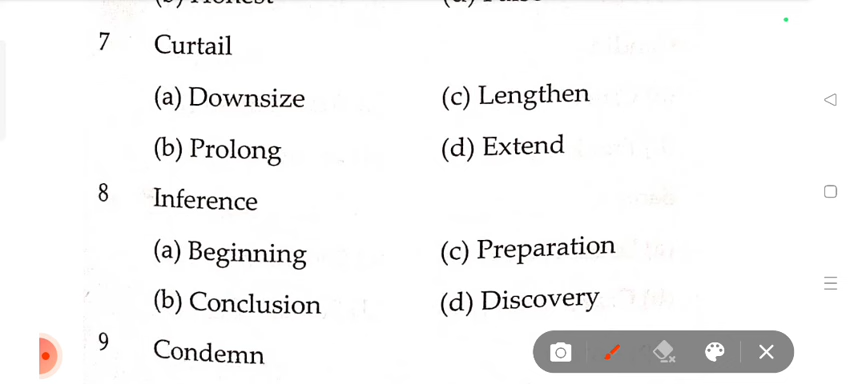 7 Curtail
(a) Downsize (c) Lengthen
(b) Prolong (d) Extend
8 Inference
(a) Beginning (c) Preparation
(b) Conclusion (d) Discovery
9 Condemn